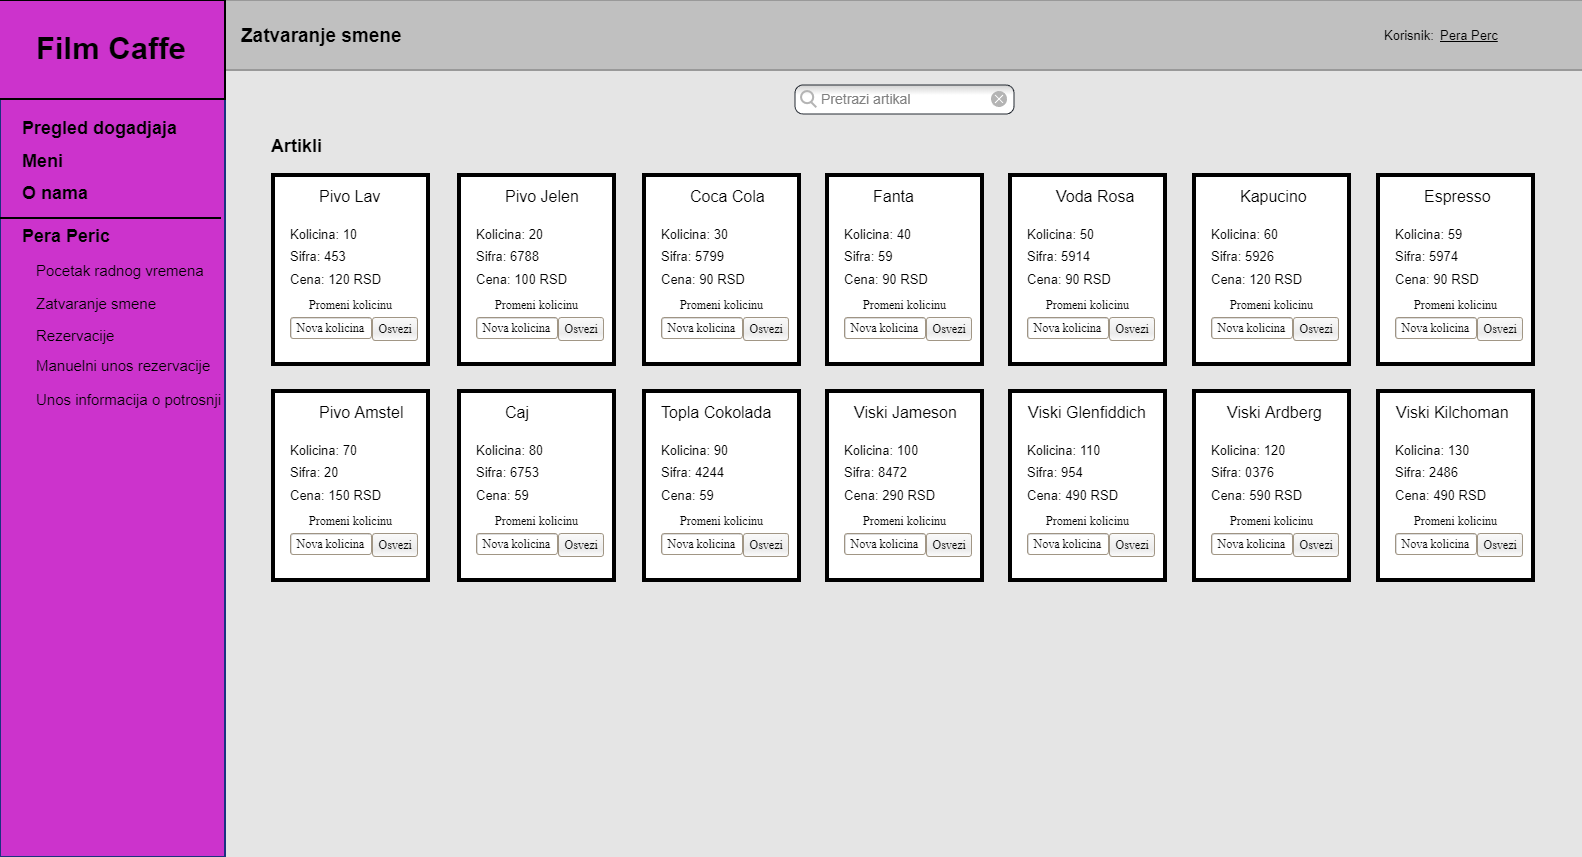 Film Caffe
Pregled dogadjaja
Meni
O nama
Pera Peric
Pocetak radnog vremena
Zatvaranje smene
Rezervacije
Manuelni unos rezervacije
Unos informacija o potrosnji
Zatvaranje smene
Korisnik: Pera Perc
Pretrazi artikal
Artikli
Pivo Lav
Kolicina: 10
Sifra: 453
Cena: 120 RSD
Promeni kolicinu
Nova kolicina Osvezi
Pivo Jelen
Kolicina: 20
Sifra: 6788
Cena: 100 RSD
Promeni kolicinu
Nova kolicina Osvezi
Coca Cola
Kolicina: 30
Sifra: 5799
Cena: 90 RSD
Promeni kolicinu
Nova kolicina Osvezi
Fanta
Kolicina: 40
Sifra: 59
Cena: 90 RSD
Promeni kolicinu
Nova kolicina Osvezi
Voda Rosa
Kolicina: 50
Sifra: 5914
Cena: 90 RSD
Promeni kolicinu
Nova kolicina Osvezi
Kapucino
Kolicina: 60
Sifra: 5926
Cena: 120 RSD
Promeni kolicinu
Nova kolicina Osvezi
Espresso
Kolicina: 59
Sifra: 5974
Cena: 90 RSD
Promeni kolicinu
Nova kolicina Osvezi
Pivo Amstel
Kolicina: 70
Sifra: 20
Cena: 150 RSD
Promeni kolicinu
Nova kolicina Osvezi
Caj
Kolicina: 80
Sifra: 6753
Cena: 59
Promeni kolicinu
Nova kolicina Osvezi
Topla Cokolada
Kolicina: 90
Sifra: 4244
Cena: 59
Promeni kolicinu
Nova kolicina Osvezi
Viski Jameson
Kolicina: 100
Sifra: 8472
Cena: 290 RSD
Promeni kolicinu
Nova kolicina Osvezi
Viski Glenfiddich
Kolicina: 110
Sifra: 954
Cena: 490 RSD
Promeni kolicinu
Nova kolicina Osvezi
Viski Ardberg
Kolicina: 120
Sifra: 0376
Cena: 590 RSD
Promeni kolicinu
Nova kolicina Osvezi
Viski Kilchoman
Kolicina: 130
Sifra: 2486
Cena: 490 RSD
Promeni kolicinu
Nova kolicina Osvezi